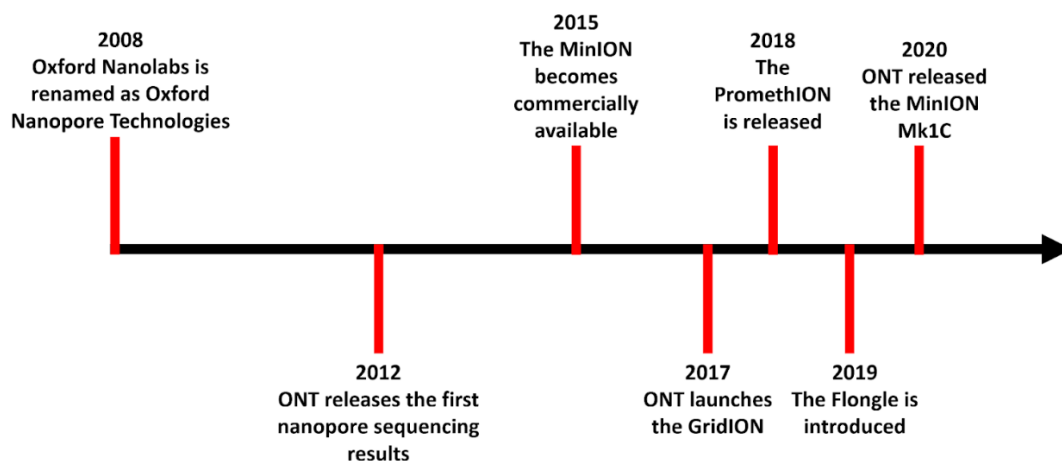 2008
Oxford Nanolabs is
renamed as Oxford
Nanopore Technologies
2012
ONT releases the first
nanopore sequencing
results
2015
The MinION
becomes
commercially
available
2017
ONT launches
the GridION
2018
The
PromethION
is released
2019
The Flongle is
introduced
2020
ONT released
the MinION
Mk1C